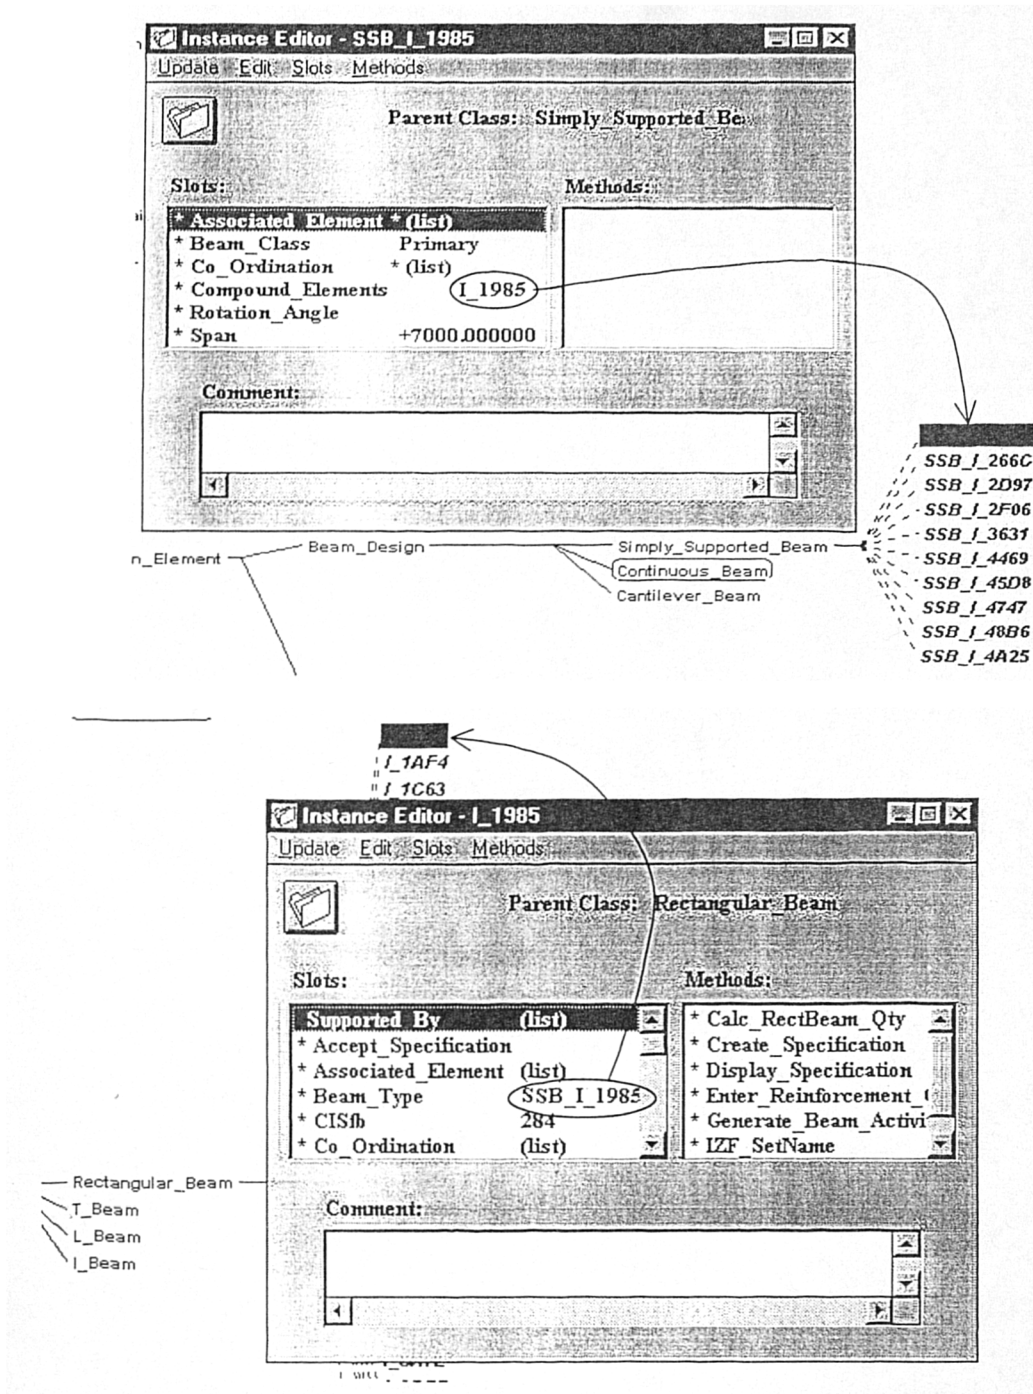 Instance Editor - SSB_I_1985
Update Edit Slots Methods
Parent Class: Simply_Supported_Be
Slots: Methods:
* Associated_Element * (list)
* Beam_Class Primary
* Co_Ordination * (list)
* Compound_Elements I_1985
* Rotation_Angle
* Span +7000.000000
Comment:
SSB_I_266C
SSB_I_2D97
SSB_I_2F06
SSB_I_3631
SSB_I_4469
SSB_I_45D8
SSB_I_4747
SSB_I_48B6
SSB_I_4A25
n_Element Beam_Design Simply_Supported_Beam
Continuous_Beam
Cantilever_Beam
I_1AF4
I_1C63
Instance Editor - I_1985
Update Edit Slots Methods
Parent Class: Rectangular_Beam
Slots: Methods:
Supported_By (list)
* Accept_Specification
* Associated_Element (list)
* Beam_Type SSB_I_1985
* CISfb 284
* Co_Ordination (list)
* Calc_RectBeam_Qty
* Create_Specification
* Display_Specification
* Enter_Reinforcement_
* Generate_Beam_Activi
* IZF_SetName
Rectangular_Beam
T_Beam
L_Beam
I_Beam
Comment: